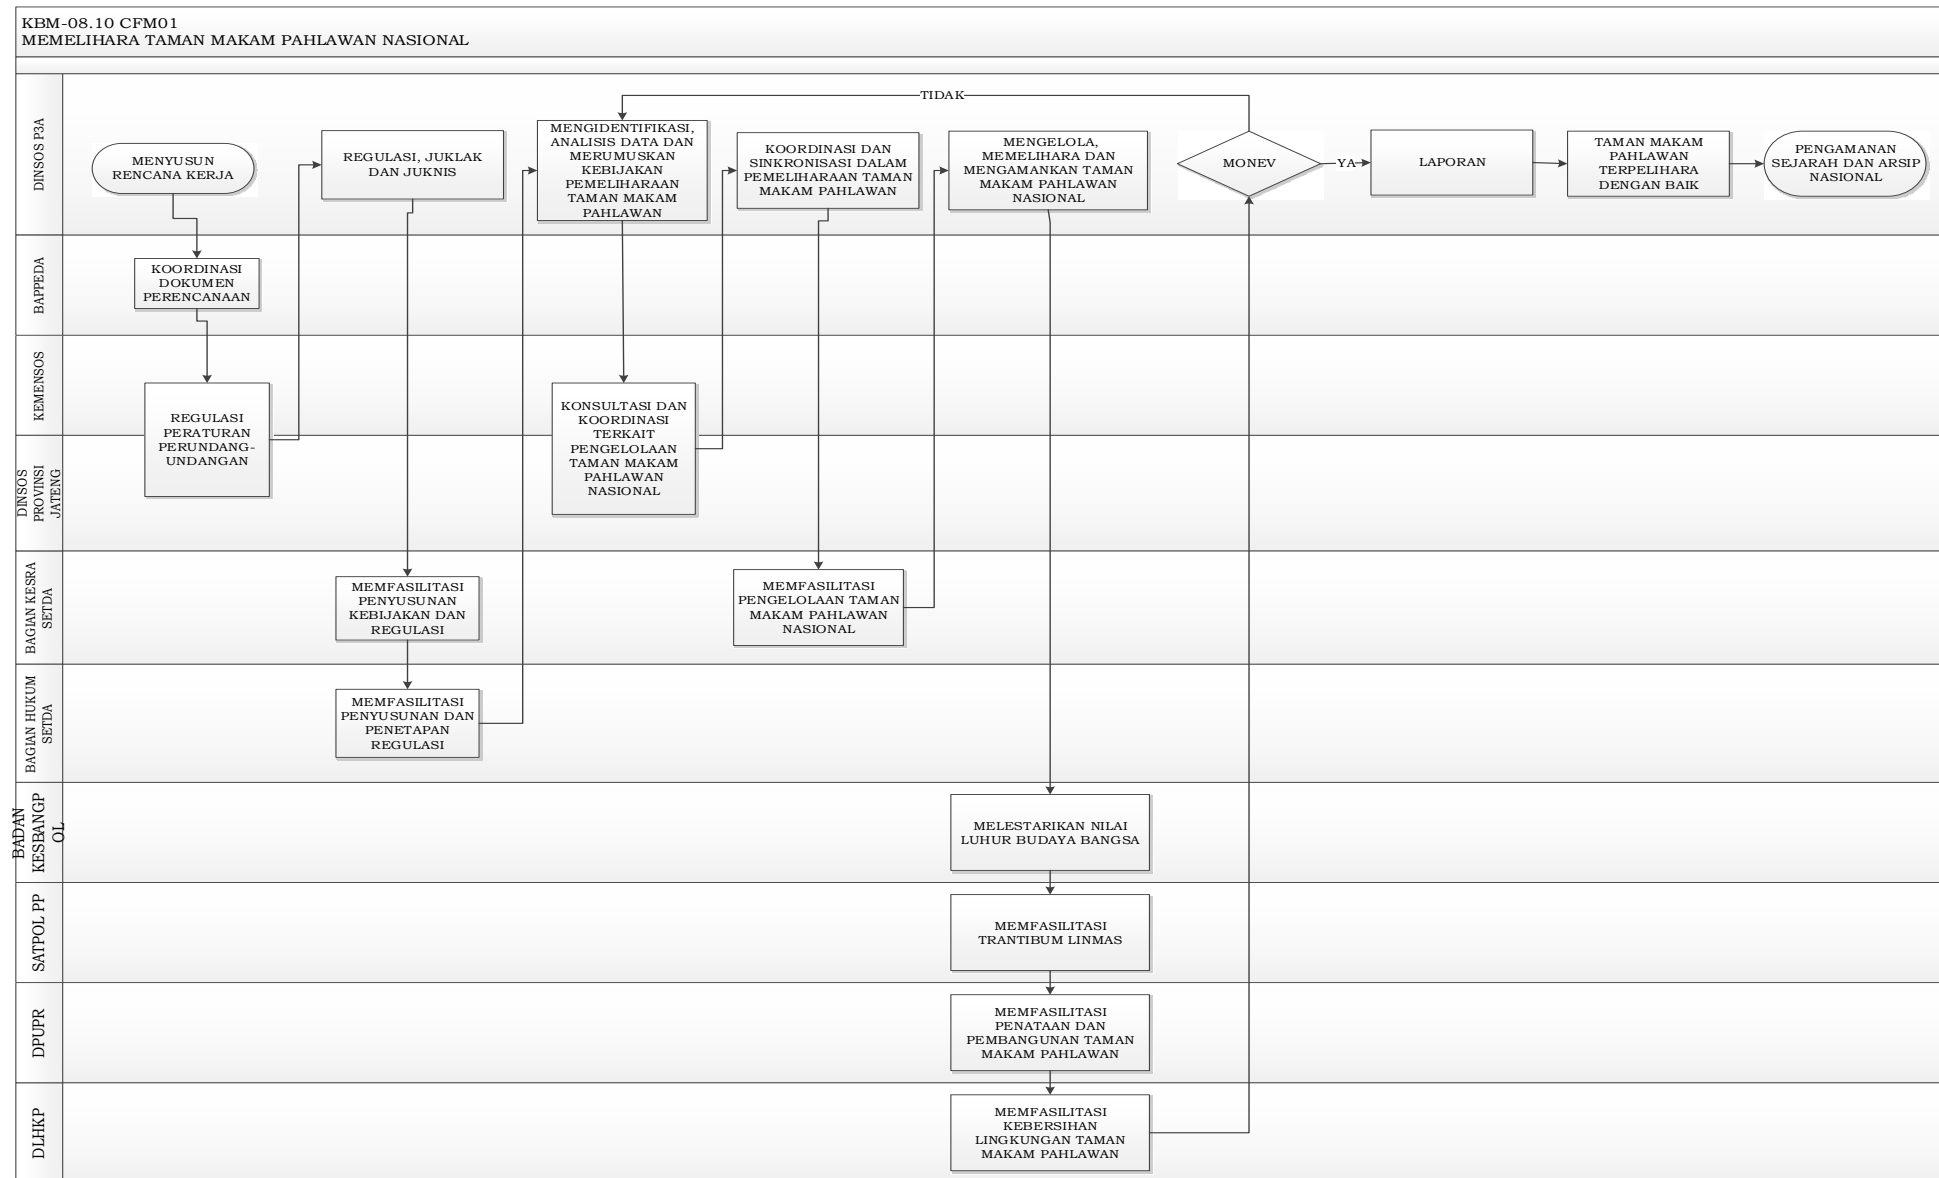 KBM-08.10 CFM01
MEMELIHARA TAMAN MAKAM PAHLAWAN NASIONAL
DINSOS P3A
MENYUSUN
RENCANA KERJA
REGULASI, JUKLAK
DAN JUKNIS
MENGIDENTIFIKASI,
ANALISIS DATA DAN
MERUMUSKAN
KEBIJAKAN
PEMELIHARAAN
TAMAN MAKAM
PAHLAWAN
KOORDINASI DAN
SINKRONISASI DALAM
PEMELIHARAAN TAMAN
MAKAM PAHLAWAN
MENGELOLA,
MEMELIHARA DAN
MENGAMANKAN TAMAN
MAKAM PAHLAWAN
NASIONAL
TIDAK
MONEV
YA
LAPORAN
TAMAN MAKAM
PAHLAWAN
TERPELIHARA
DENGAN BAIK
PENGAMANAN
SEJARAH DAN ARSIP
NASIONAL
BAPPEDA
KOORDINASI
DOKUMEN
PERENCANAAN
KEMENSOS
REGULASI
PERATURAN
PERUNDANG-
UNDANGAN
KONSULTASI DAN
KOORDINASI
TERKAIT
PENGELOLAAN
TAMAN MAKAM
PAHLAWAN
NASIONAL
DINSOS
PROVINSI
JATENG
BAGIAN KESRA
SETDA
MEMFASILITASI
PENYUSUNAN
KEBIJAKAN DAN
REGULASI
MEMFASILITASI
PENGELOLAAN TAMAN
MAKAM PAHLAWAN
NASIONAL
BAGIAN HUKUM
SETDA
MEMFASILITASI
PENYUSUNAN DAN
PENETAPAN
REGULASI
BADAN
KESBANGP
OL
MELESTARIKAN NILAI
LUHUR BUDAYA BANGSA
SATPOL PP
MEMFASILITASI
TRANTIBUM LINMAS
DPUPR
MEMFASILITASI
PENATAAN DAN
PEMBANGUNAN TAMAN
MAKAM PAHLAWAN
DLHKP
MEMFASILITASI
KEBERSIHAN
LINGKUNGAN TAMAN
MAKAM PAHLAWAN